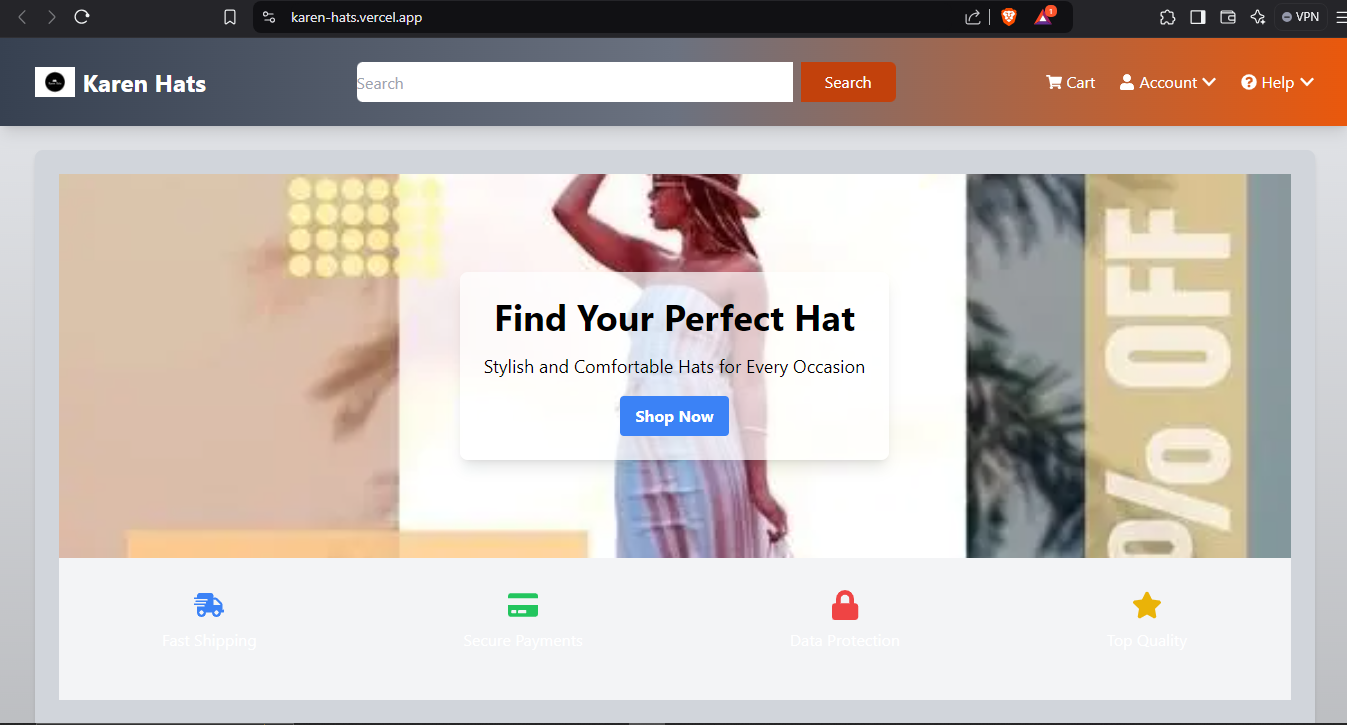 karen-hats.vercel.app
1
VPN
Karen Hats
Search
Search
Cart
Account
Help
% OFF
Find Your Perfect Hat
Stylish and Comfortable Hats for Every Occasion
Shop Now
Fast Shipping
Secure Payments
Data Protection
Top Quality